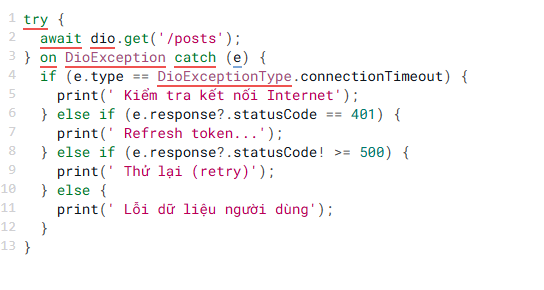 1 try {
2   await dio.get('/posts');
3 } on DioException catch (e) {
4   if (e.type == DioExceptionType.connectionTimeout) {
5     print(' Kiểm tra kết nối Internet');
6   } else if (e.response?.statusCode == 401) {
7     print(' Refresh token...');
8   } else if (e.response?.statusCode! >= 500) {
9     print(' Thử lại (retry)');
10   } else {
11     print(' Lỗi dữ liệu người dùng');
12   }
13 }